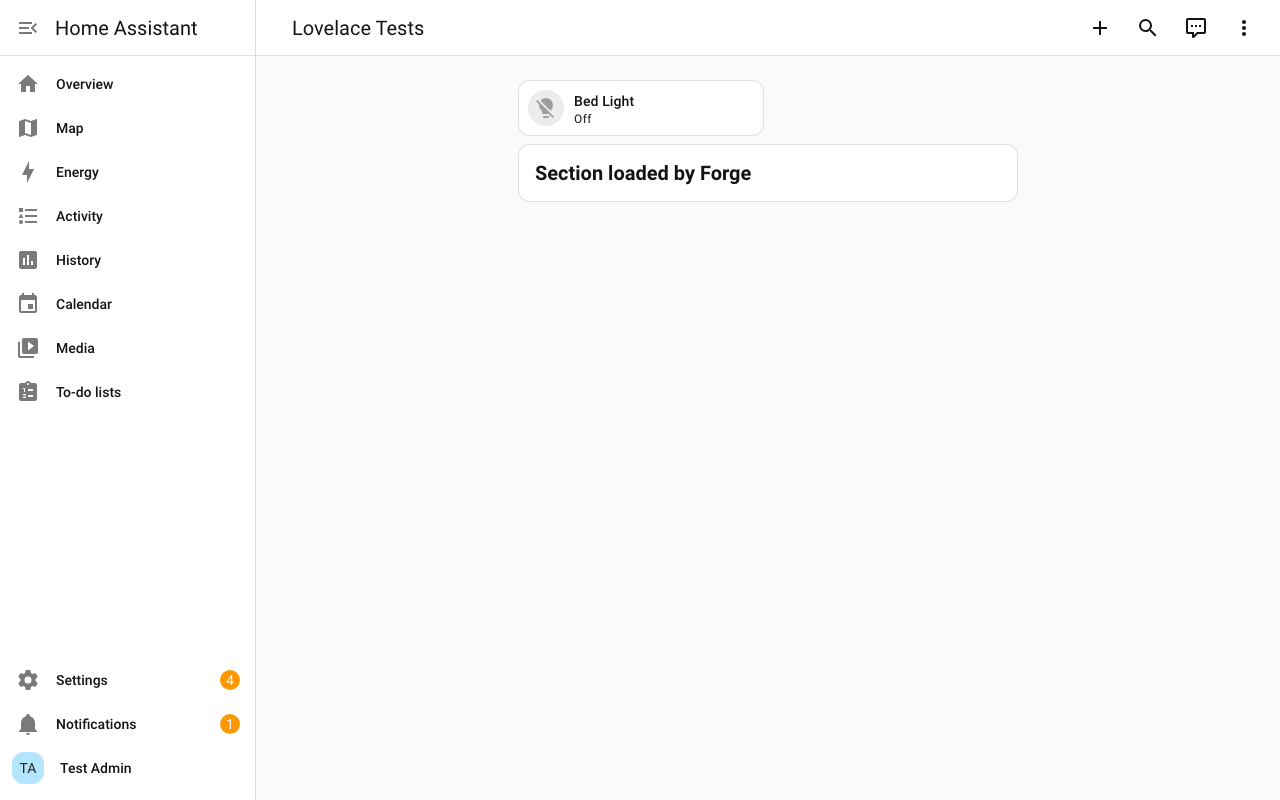 Home Assistant
Lovelace Tests
Overview
Map
Energy
Activity
History
Calendar
Media
To-do lists
Settings 4
Notifications 1
TA Test Admin
Bed Light
Off
Section loaded by Forge